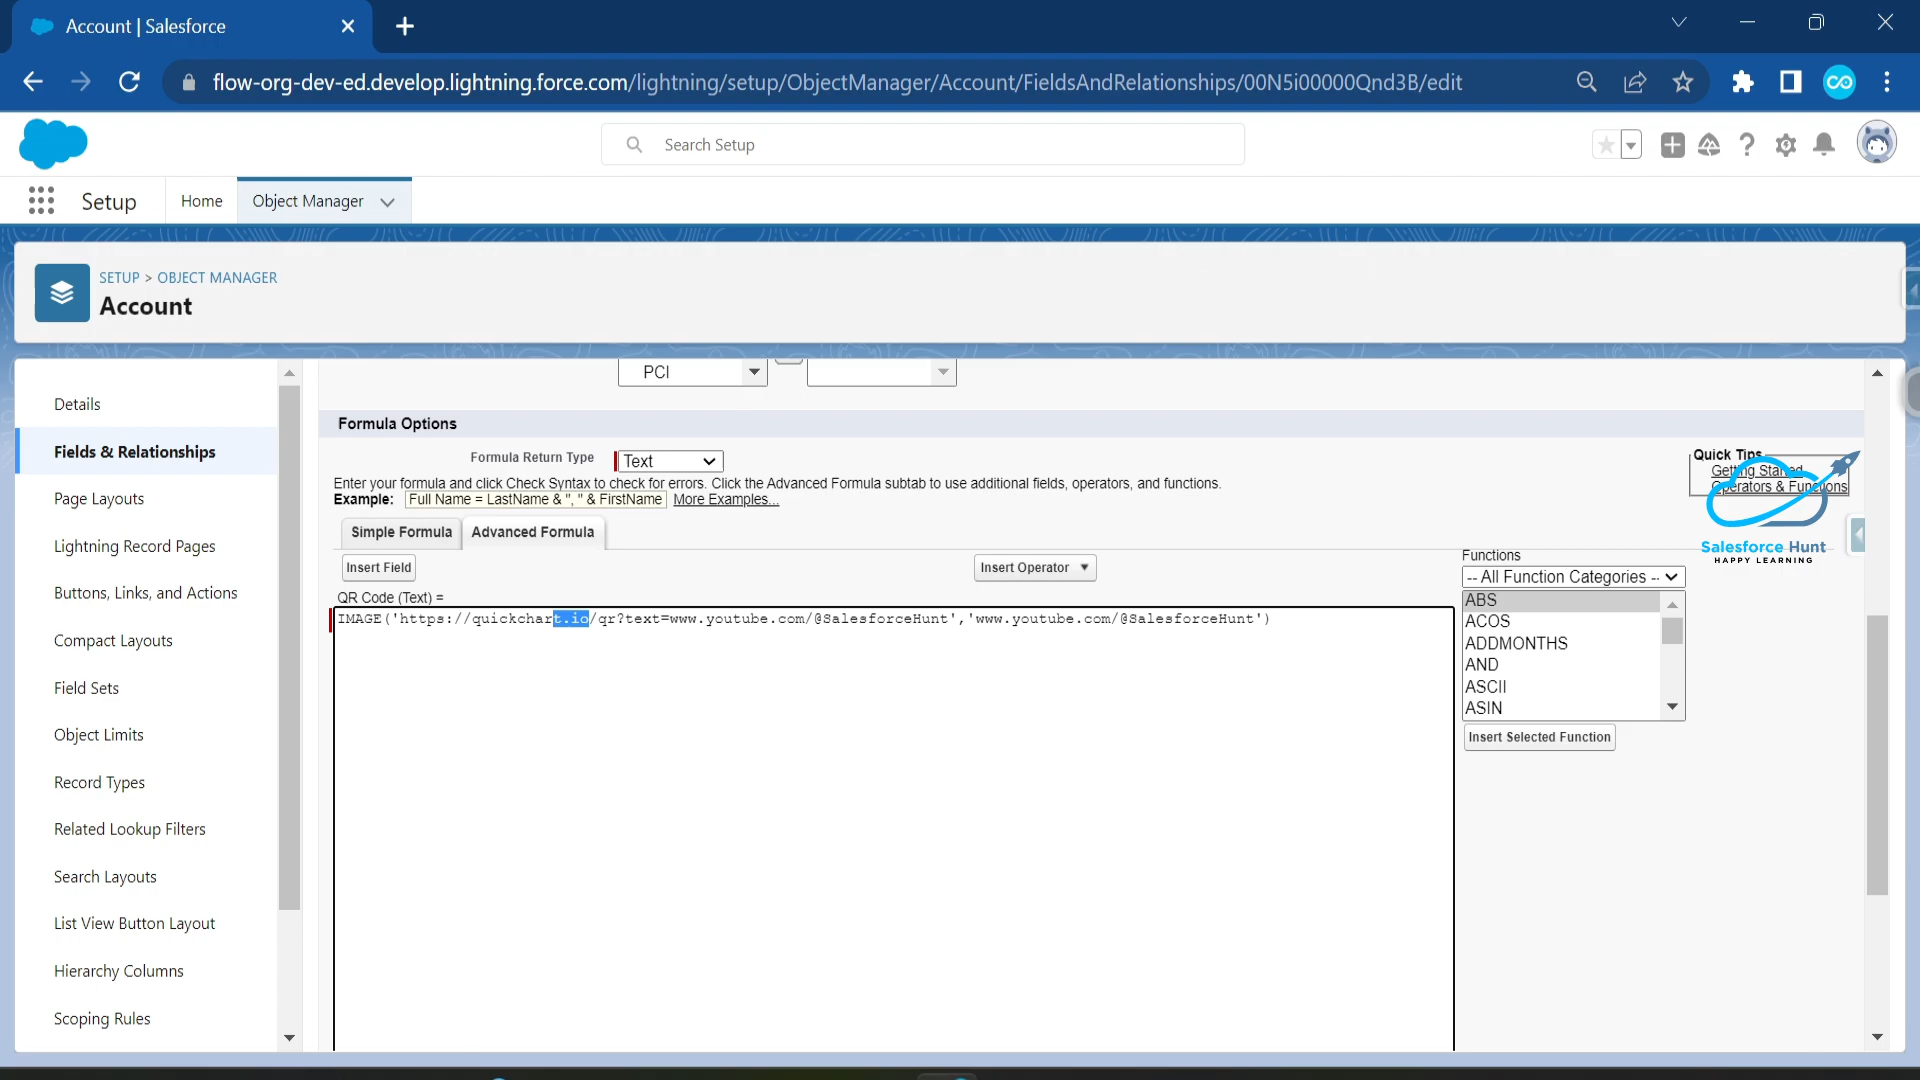 Account | Salesforce
flow-org-dev-ed.develop.lightning.force.com/lightning/setup/ObjectManager/Account/FieldsAndRelationships/00N5i00000Qnd3B/edit
Search Setup
Setup
Home
Object Manager
SETUP > OBJECT MANAGER
Account
Details
Fields & Relationships
Page Layouts
Lightning Record Pages
Buttons, Links, and Actions
Compact Layouts
Field Sets
Object Limits
Record Types
Related Lookup Filters
Search Layouts
List View Button Layout
Hierarchy Columns
Scoping Rules
PCI
Formula Options
Formula Return Type
Text
Enter your formula and click Check Syntax to check for errors. Click the Advanced Formula subtab to use additional fields, operators, and functions.
Example: Full Name = LastName & ", " & FirstName More Examples...
Quick Tips
Getting Started
Operators & Functions
Salesforce Hunt
HAPPY LEARNING
Simple Formula
Advanced Formula
Insert Field
Insert Operator
QR Code (Text) =
IMAGE('https://quickchart.io/qr?text=www.youtube.com/@SalesforceHunt','www.youtube.com/@SalesforceHunt')
Functions
-- All Function Categories --
ABS
ACOS
ADDMONTHS
AND
ASCII
ASIN
Insert Selected Function